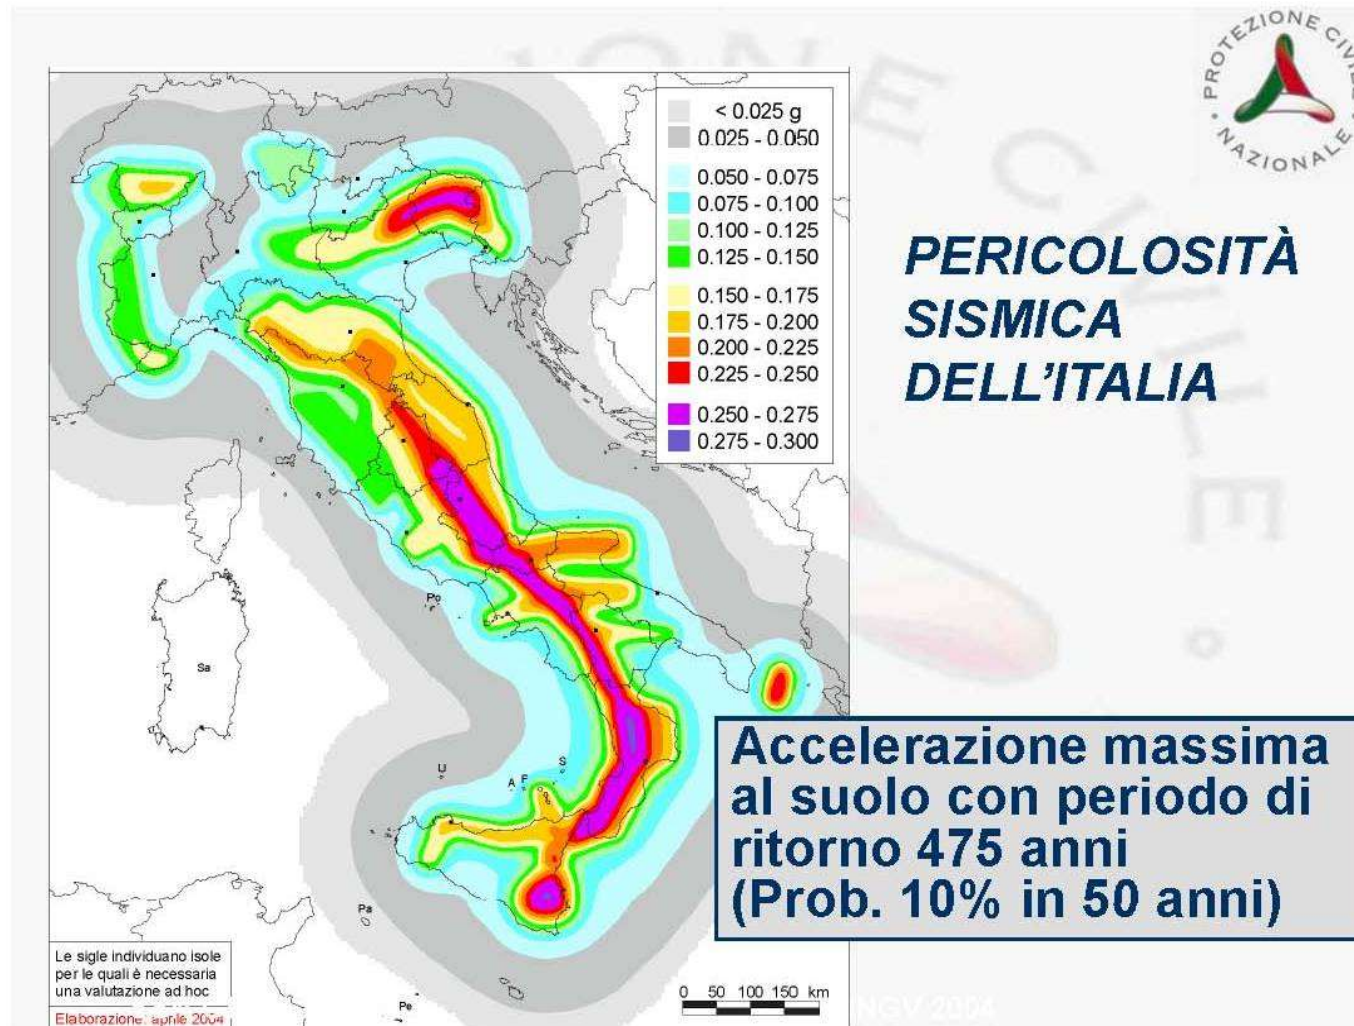 PROTEZIONE CIVILE
NAZIONALE
< 0.025 g
0.025 - 0.050
0.050 - 0.075
0.075 - 0.100
0.100 - 0.125
0.125 - 0.150
0.150 - 0.175
0.175 - 0.200
0.200 - 0.225
0.225 - 0.250
0.250 - 0.275
0.275 - 0.300
PERICOLOSITÀ
SISMICA
DELL'ITALIA
Po
Sa
U
A
F
S
Pa
Pe
Accelerazione massima
al suolo con periodo di
ritorno 475 anni
(Prob. 10% in 50 anni)
Le sigle individuano isole
per le quali è necessaria
una valutazione ad hoc
Elaborazione: aprile 2004
0 50 100 150 km
INGV 2004